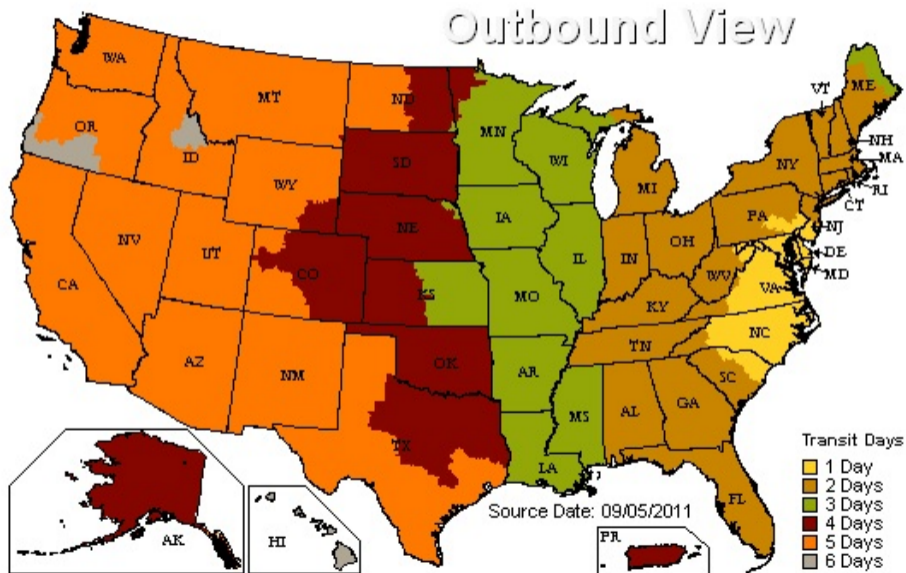 Outbound View
WA
MT
ND
MN
VT
ME
OR
ID
SD
WI
NH
MA
NY
WY
MI
RI
CT
IA
PA
NE
NJ
NV
UT
IL
IN
OH
DE
CO
WV
MD
CA
KS
MO
VA
KY
NC
TN
AZ
NM
OK
AR
SC
MS
AL
GA
TX
LA
FL
AK
HI
PR
Source Date: 09/05/2011
Transit Days
1 Day
2 Days
3 Days
4 Days
5 Days
6 Days